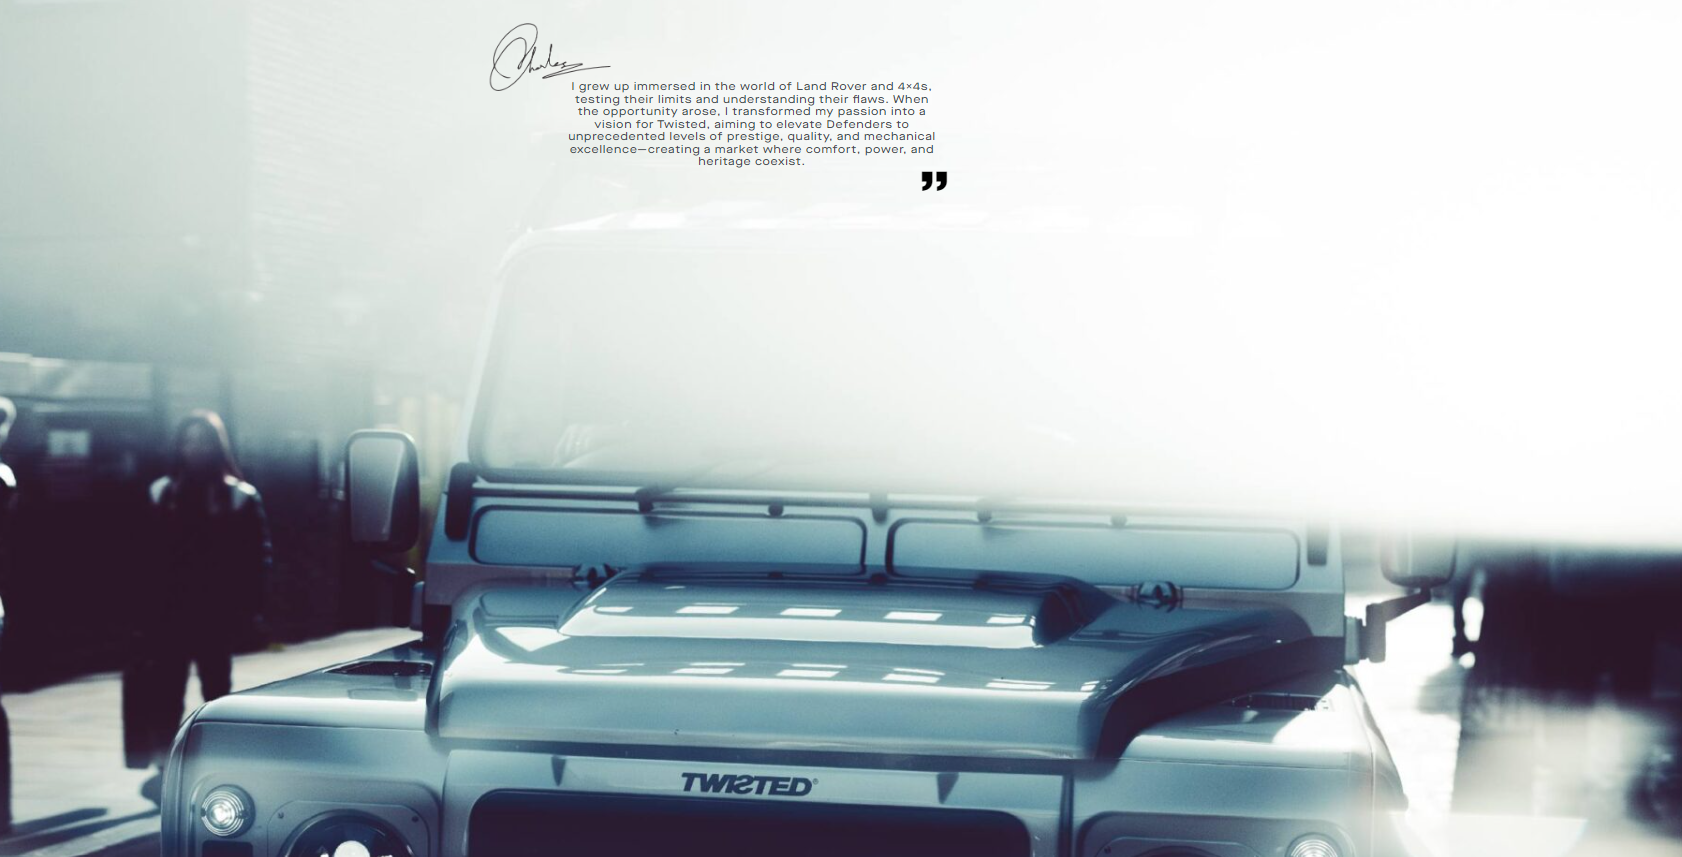 Charles
I grew up immersed in the world of Land Rover and 4×4s,
testing their limits and understanding their flaws. When
the opportunity arose, I transformed my passion into a
vision for Twisted, aiming to elevate Defenders to
unprecedented levels of prestige, quality, and mechanical
excellence—creating a market where comfort, power, and
heritage coexist.
”
TWISTED®